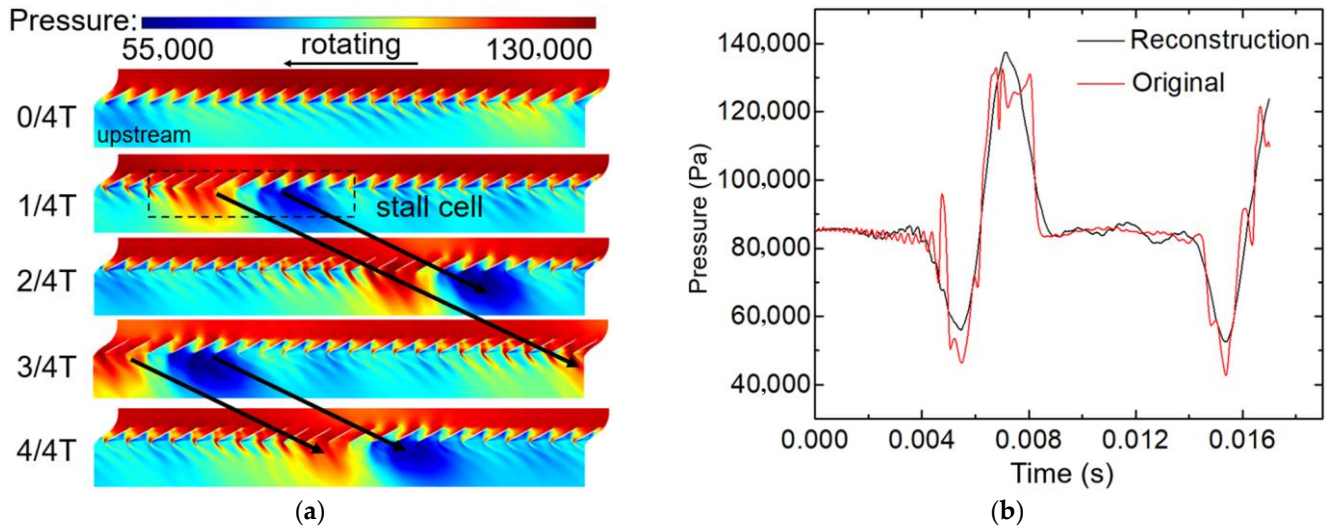 Pressure:
55,000 rotating 130,000
0/4T
upstream
1/4T
stall cell
2/4T
3/4T
4/4T
(a)
140,000
120,000
100,000
80,000
60,000
40,000
Pressure (Pa)
Reconstruction
Original
0.000 0.004 0.008 0.012 0.016
Time (s)
(b)